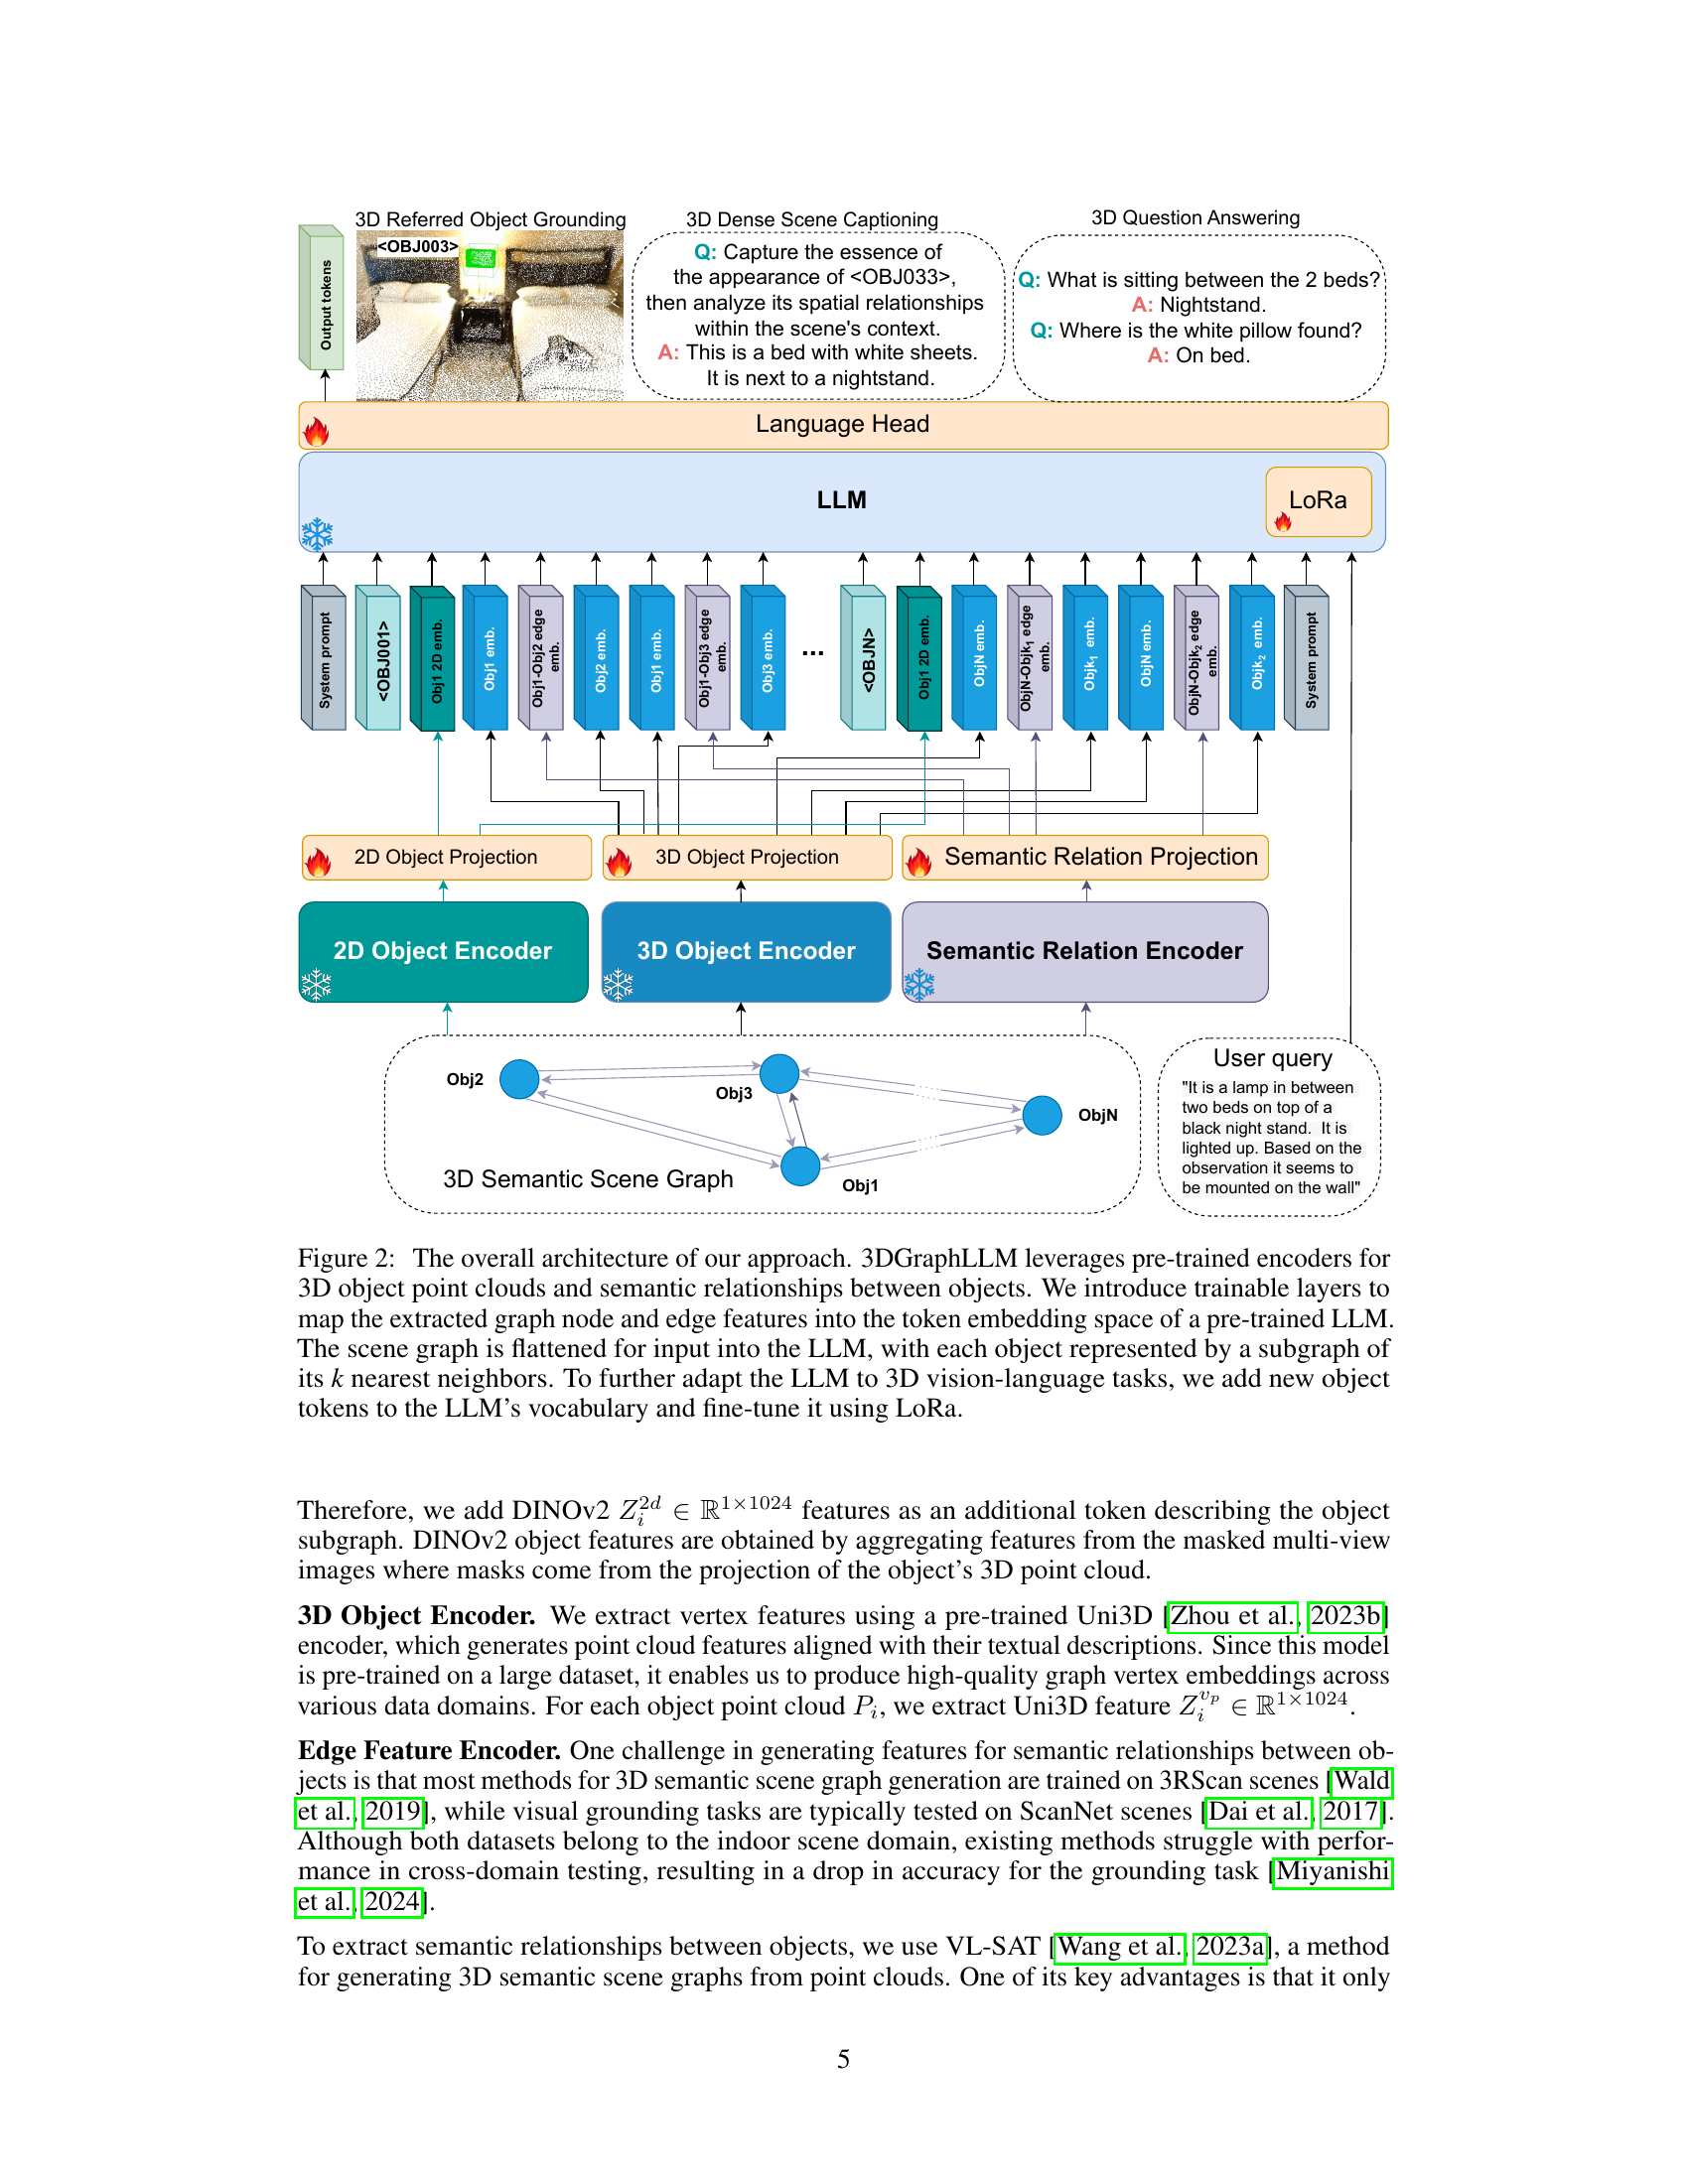 3D Referred Object Grounding
3D Dense Scene Captioning
3D Question Answering
Output tokens
<OBJ003>
Q: Capture the essence of
the appearance of <OBJ033>,
then analyze its spatial relationships
within the scene's context.
A: This is a bed with white sheets.
It is next to a nightstand.
Q: What is sitting between the 2 beds?
A: Nightstand.
Q: Where is the white pillow found?
A: On bed.
Language Head
LLM
LoRa
System prompt
<OBJ001>
Obj1 2D emb.
Obj1 emb.
Obj1-Obj2 edge
emb.
Obj2 emb.
Obj1 emb.
Obj1-Obj3 edge
emb.
Obj3 emb.
...
<OBJN>
Obj1 2D emb.
ObjN emb.
ObjN-Objk₁ edge
emb.
Objk₁ emb.
ObjN emb.
ObjN-Objk₂ edge
emb.
Objk₂ emb.
System prompt
2D Object Projection
3D Object Projection
Semantic Relation Projection
2D Object Encoder
3D Object Encoder
Semantic Relation Encoder
Obj2
Obj3
ObjN
Obj1
3D Semantic Scene Graph
User query
"It is a lamp in between
two beds on top of a
black night stand. It is
lighted up. Based on the
observation it seems to
be mounted on the wall"
Figure 2: The overall architecture of our approach. 3DGraphLLM leverages pre-trained encoders for
3D object point clouds and semantic relationships between objects. We introduce trainable layers to
map the extracted graph node and edge features into the token embedding space of a pre-trained LLM.
The scene graph is flattened for input into the LLM, with each object represented by a subgraph of
its k nearest neighbors. To further adapt the LLM to 3D vision-language tasks, we add new object
tokens to the LLM's vocabulary and fine-tune it using LoRa.
Therefore, we add DINOv2 Z_i^{2d} ∈ ℝ^{1×1024} features as an additional token describing the object
subgraph. DINOv2 object features are obtained by aggregating features from the masked multi-view
images where masks come from the projection of the object's 3D point cloud.
3D Object Encoder. We extract vertex features using a pre-trained Uni3D [Zhou et al., 2023b]
encoder, which generates point cloud features aligned with their textual descriptions. Since this model
is pre-trained on a large dataset, it enables us to produce high-quality graph vertex embeddings across
various data domains. For each object point cloud P_i, we extract Uni3D feature Z_i^{v_p} ∈ ℝ^{1×1024}.
Edge Feature Encoder. One challenge in generating features for semantic relationships between ob-
jects is that most methods for 3D semantic scene graph generation are trained on 3RScan scenes [Wald
et al., 2019], while visual grounding tasks are typically tested on ScanNet scenes [Dai et al., 2017].
Although both datasets belong to the indoor scene domain, existing methods struggle with perfor-
mance in cross-domain testing, resulting in a drop in accuracy for the grounding task [Miyanishi
et al., 2024].
To extract semantic relationships between objects, we use VL-SAT [Wang et al., 2023a], a method
for generating 3D semantic scene graphs from point clouds. One of its key advantages is that it only
5